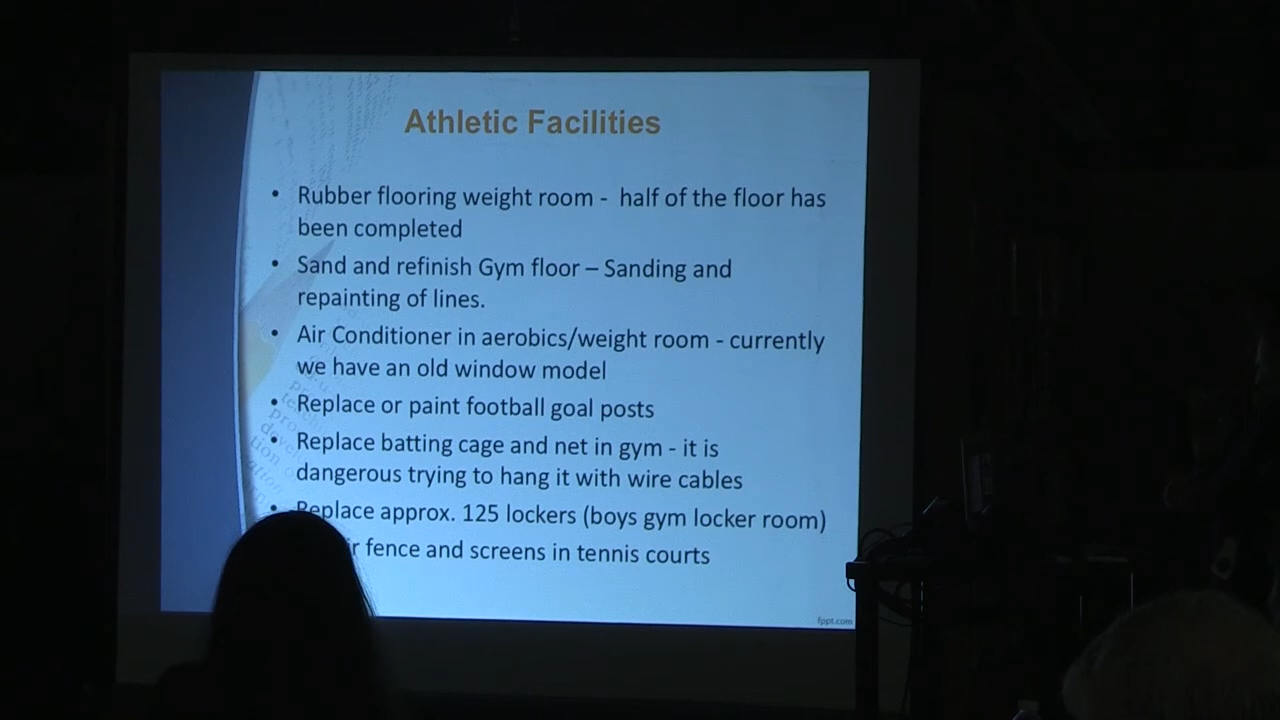 Athletic Facilities
• Rubber flooring weight room - half of the floor has
been completed
• Sand and refinish Gym floor – Sanding and
repainting of lines.
• Air Conditioner in aerobics/weight room - currently
we have an old window model
• Replace or paint football goal posts
• Replace batting cage and net in gym - it is
dangerous trying to hang it with wire cables
• Replace approx. 125 lockers (boys gym locker room)
fence and screens in tennis courts
fppt.com